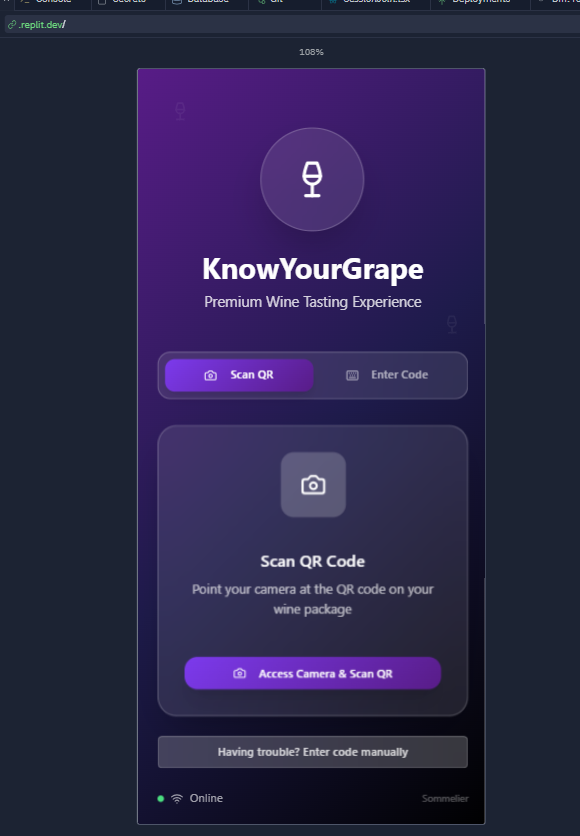 Console
Secrets
Database
Git
Deployments
.replit.dev/
108%
KnowYourGrape
Premium Wine Tasting Experience
Scan QR
Enter Code
Scan QR Code
Point your camera at the QR code on your
wine package
Access Camera & Scan QR
Having trouble? Enter code manually
Online
Sommelier